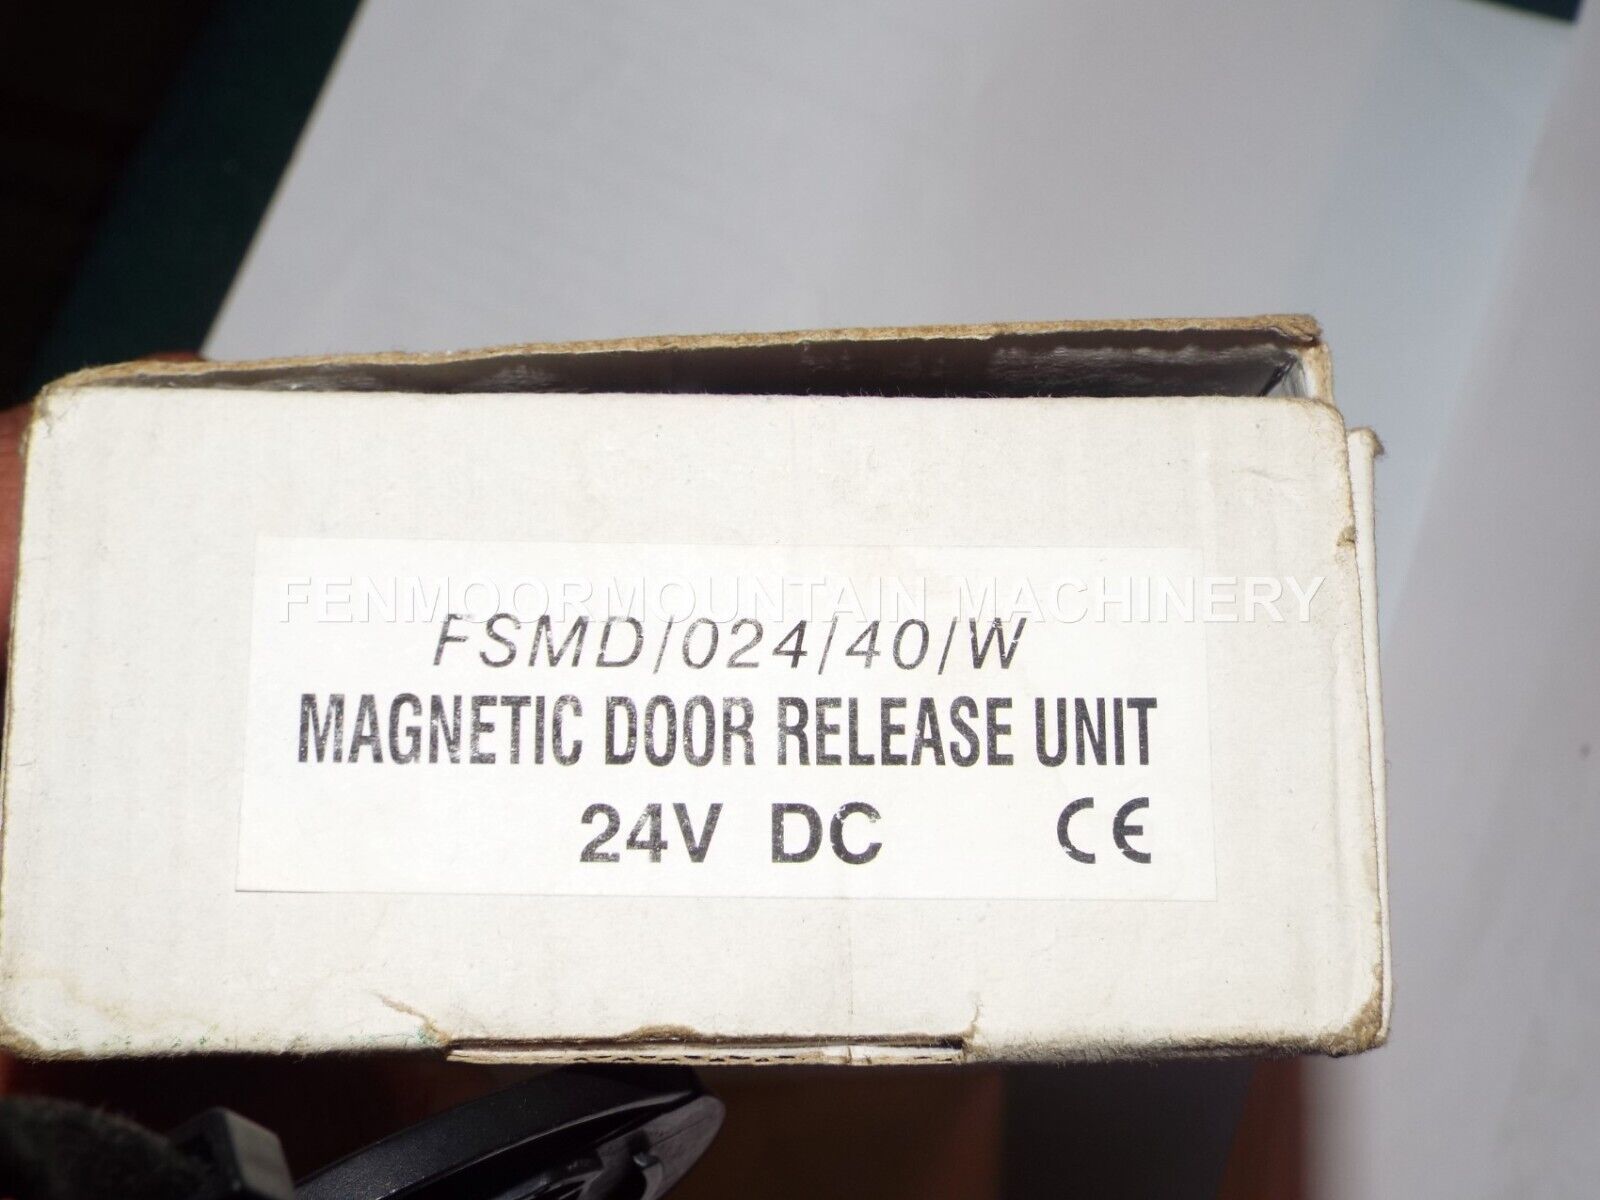 FENMOORMOUNTAIN MACHINERY
FSMD/024/40/W
MAGNETIC DOOR RELEASE UNIT
24V DC CE